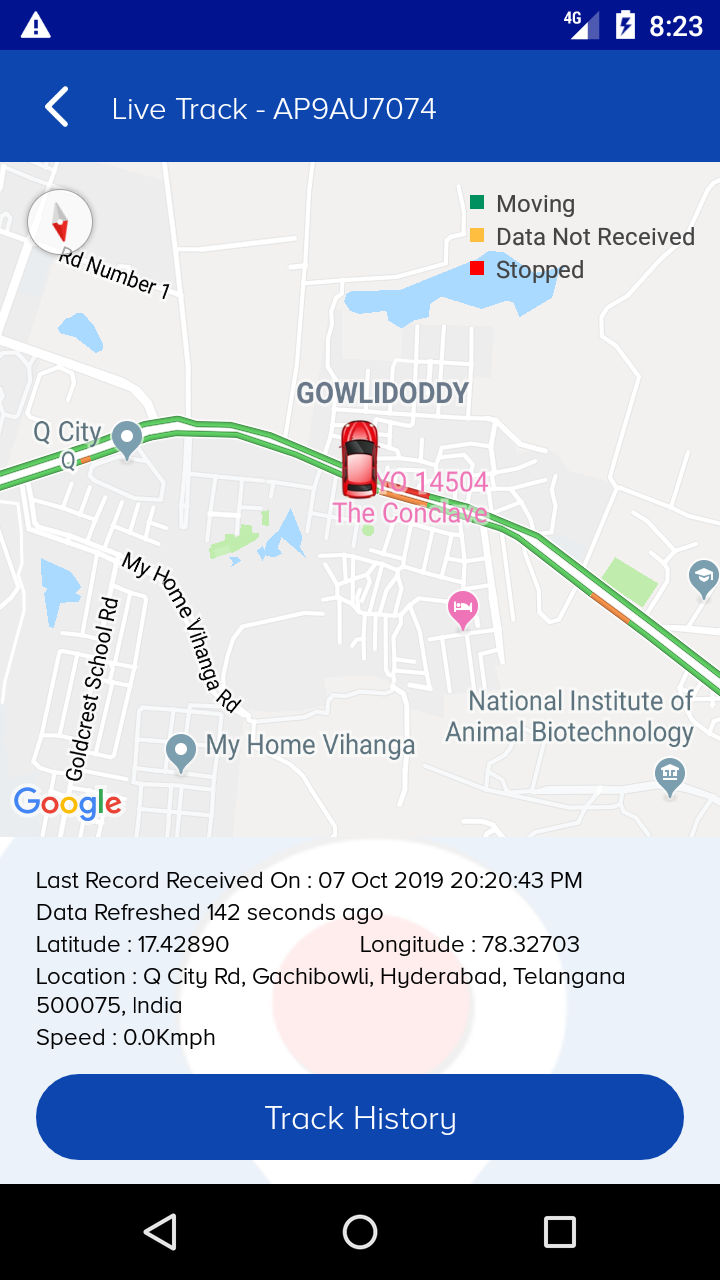 4G 8:23
Live Track - AP9AU7074
Moving
Data Not Received
Stopped
Rd Number 1
GOWLIDODDY
Q City
Q
YO 14504
The Conclave
My Home Vihanga Rd
Goldcrest School Rd
National Institute of
Animal Biotechnology
My Home Vihanga
Google
Last Record Received On : 07 Oct 2019 20:20:43 PM
Data Refreshed 142 seconds ago
Latitude : 17.42890 Longitude : 78.32703
Location : Q City Rd, Gachibowli, Hyderabad, Telangana
500075, India
Speed : 0.0Kmph
Track History